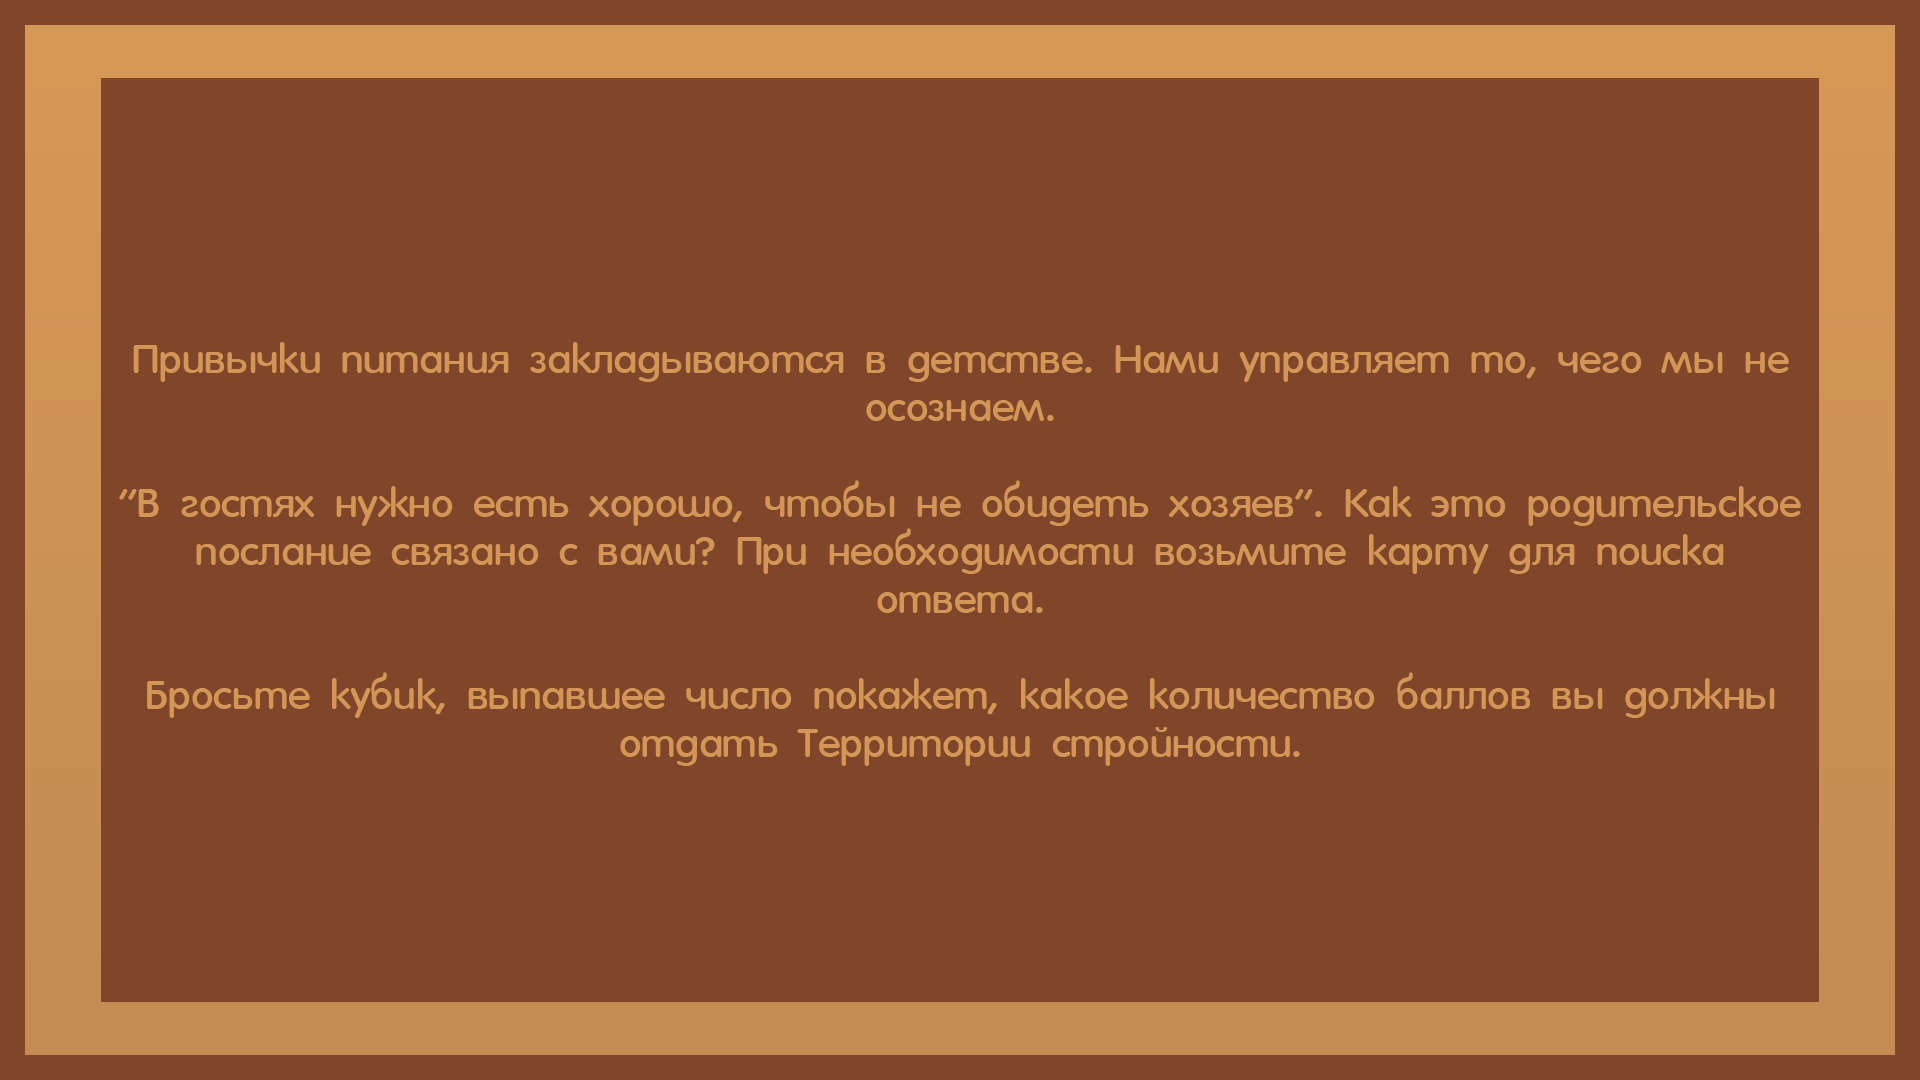 Привычки питания закладываются в детстве. Нами управляет то, чего мы не
осознаем.
"В гостях нужно есть хорошо, чтобы не обидеть хозяев". Как это родительское
послание связано с вами? При необходимости возьмите карту для поиска
ответа.
Бросьте кубик, выпавшее число покажет, какое количество баллов вы должны
отдать Территории стройности.